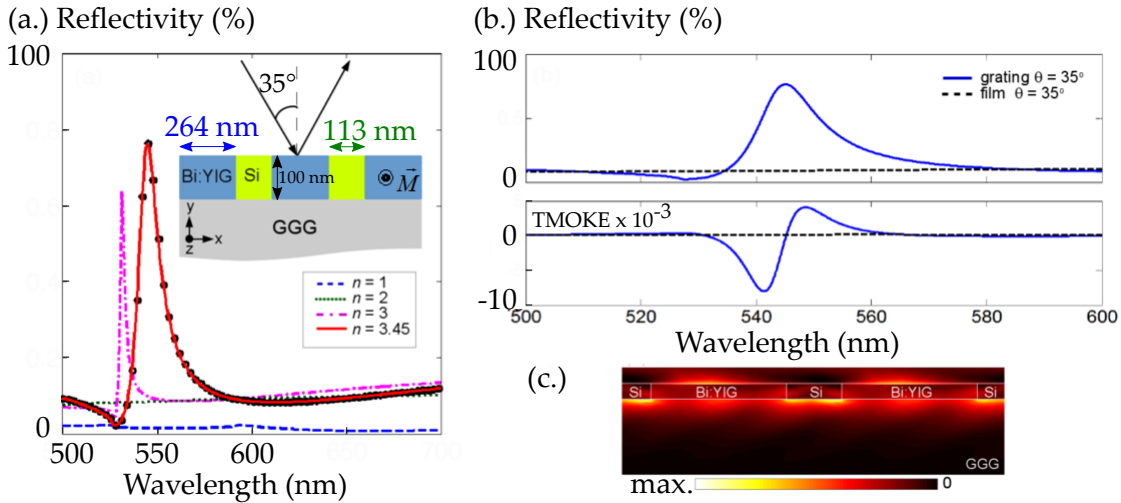 (a.) Reflectivity (%)
100
0.8
0.6
0.4
0.2
0
500
550
600
650
700
Wavelength (nm)
35°
264 nm
113 nm
Bi:YIG
Si
100 nm
M
GGG
y
x
z
n = 1
n = 2
n = 3
n = 3.45
(b.) Reflectivity (%)
100
0
(b)
grating θ = 35°
film θ = 35°
TMOKE x 10⁻³
0
-10
500
520
540
560
580
600
Wavelength (nm)
(c.)
Si
Bi:YIG
Si
Bi:YIG
Si
GGG
max.
0